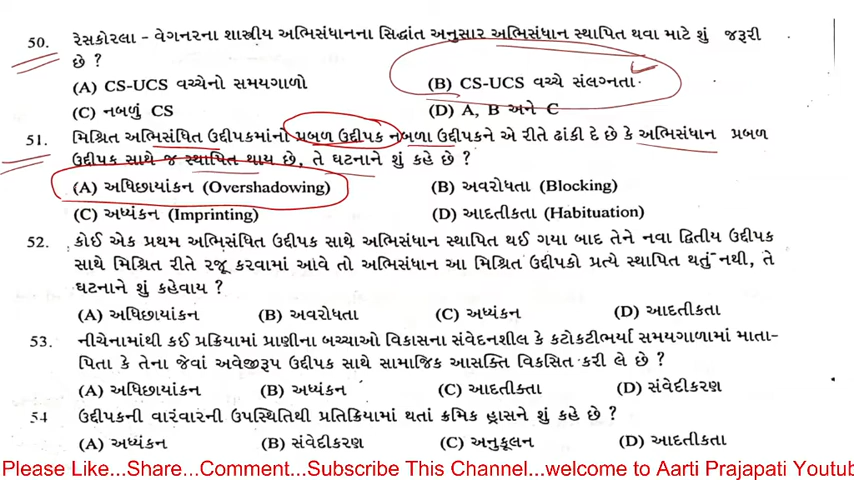 50. રેસકોરલા - વેગનરના શાસ્ત્રીય અભિસંધાનના સિદ્ધાંત અનુસાર અભિસંધાન સ્થાપિત થવા માટે શું જરૂરી
છે ?
(A) CS-UCS વચ્ચેનો સમયગાળો (B) CS-UCS વચ્ચે સંલગ્નતા
(C) નબળું CS (D) A, B અને C
51. મિશ્રિત અભિસંધિત ઉદ્દીપકમાંનો પ્રબળ ઉદ્દીપક નબળા ઉદ્દીપકને એ રીતે ઢાંકી દે છે કે અભિસંધાન પ્રબળ
ઉદ્દીપક સાથે જ સ્થાપિત થાય છે, તે ઘટનાને શું કહે છે ?
(A) અધિછાયાંકન (Overshadowing) (B) અવરોધતા (Blocking)
(C) અધ્યંકન (Imprinting) (D) આદતીકતા (Habituation)
52. કોઈ એક પ્રથમ અભિસંધિત ઉદ્દીપક સાથે અભિસંધાન સ્થાપિત થઈ ગયા બાદ તેને નવા દ્વિતીય ઉદ્દીપક
સાથે મિશ્રિત રીતે રજૂ કરવામાં આવે તો અભિસંધાન આ મિશ્રિત ઉદ્દીપકો પ્રત્યે સ્થાપિત થતું નથી, તે
ઘટનાને શું કહેવાય ?
(A) અધિછાયાંકન (B) અવરોધતા (C) અધ્યંકન (D) આદતીકતા
53. નીચેનામાંથી કઈ પ્રક્રિયામાં પ્રાણીના બચ્ચાઓ વિકાસના સંવેદનશીલ કે કટોકટીભર્યા સમયગાળામાં માતા-
પિતા કે તેના જેવાં અવેજીરૂપ ઉદ્દીપક સાથે સામાજિક આસક્તિ વિકસિત કરી લે છે ?
(A) અધિછાયાંકન (B) અધ્યંકન (C) આદતીકતા (D) સંવેદીકરણ
54 ઉદ્દીપકની વારંવારની ઉપસ્થિતિથી પ્રતિક્રિયામાં થતાં ક્રમિક હ્રાસને શું કહે છે ?
(A) અધ્યંકન (B) સંવેદીકરણ (C) અનુકૂલન (D) આદતીકતા
Please Like...Share...Comment...Subscribe This Channel...welcome to Aarti Prajapati Youtub